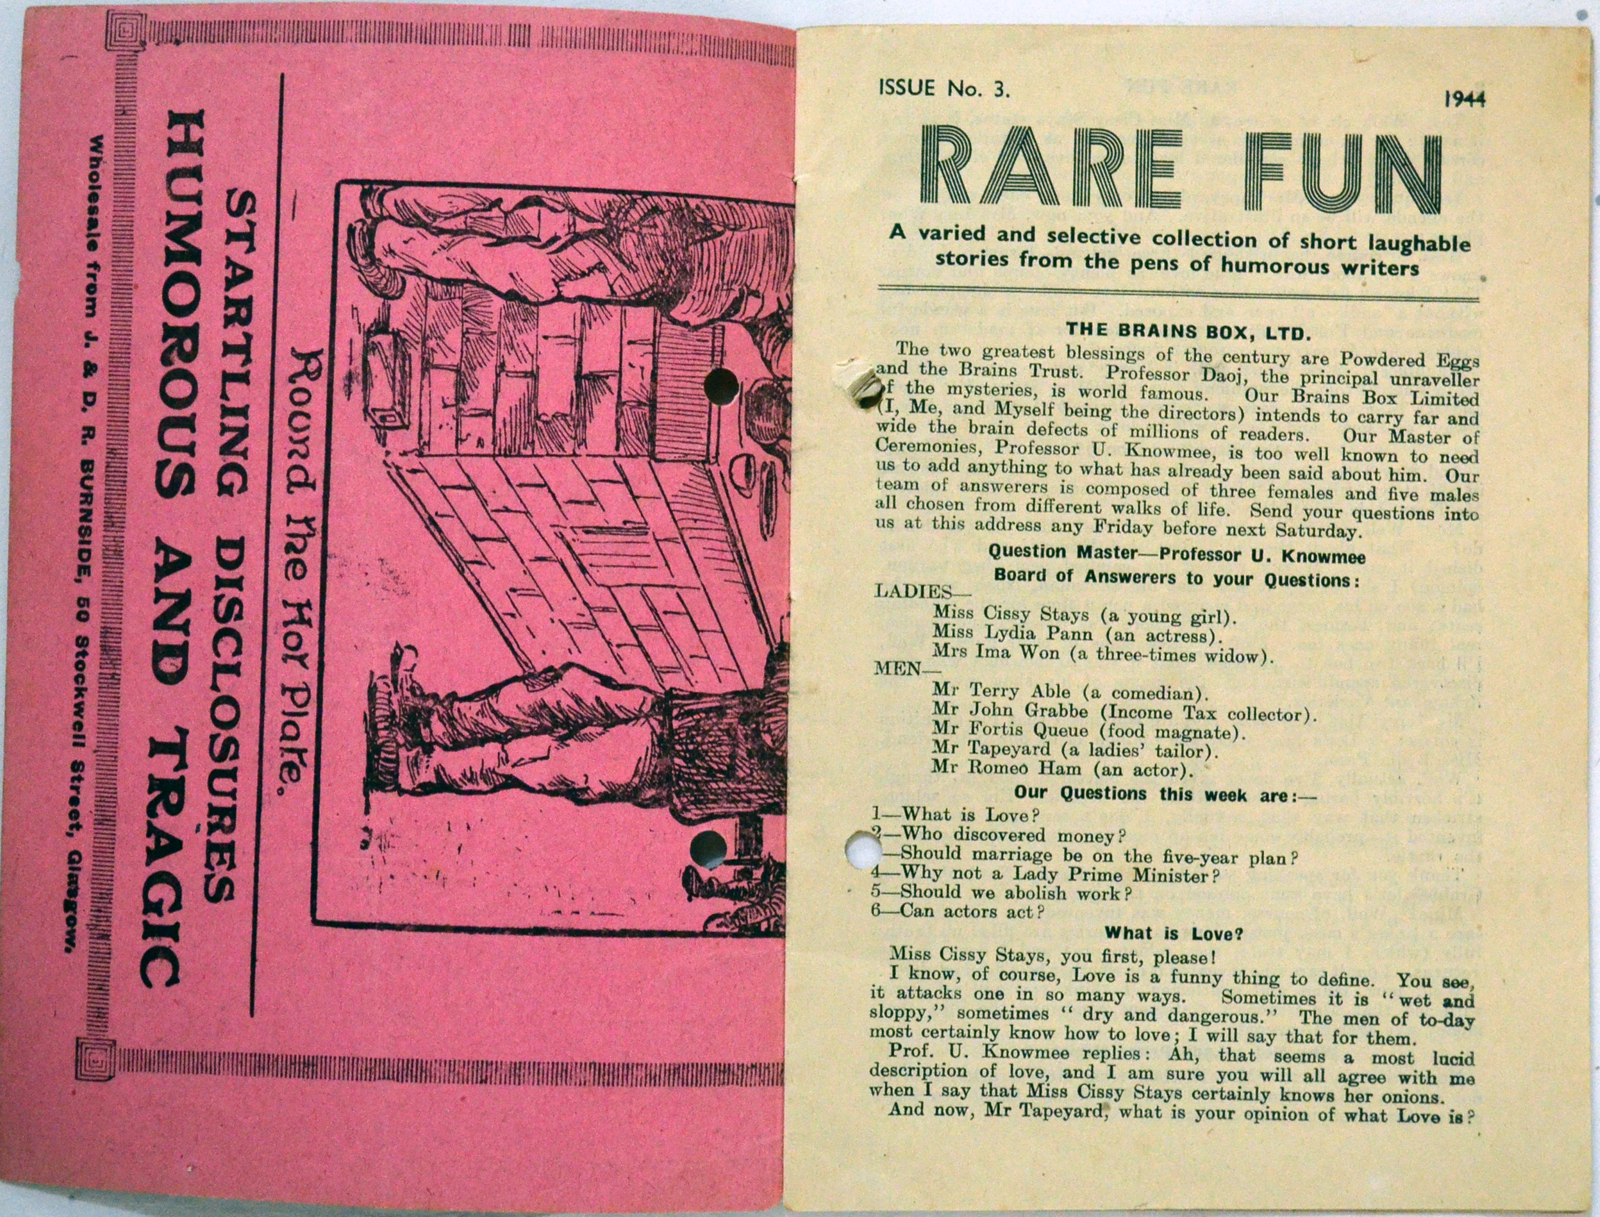 Round the Hot Plate.
STARTLING DISCLOSURES
HUMOROUS AND TRAGIC
Wholesale from J. & D. R. BURNSIDE, 50 Stockwell Street, Glasgow.
ISSUE No. 3.
1944
RARE FUN
A varied and selective collection of short laughable
stories from the pens of humorous writers
THE BRAINS BOX, LTD.
The two greatest blessings of the century are Powdered Eggs
and the Brains Trust. Professor Daoj, the principal unraveller
of the mysteries, is world famous. Our Brains Box Limited
(I, Me, and Myself being the directors) intends to carry far and
wide the brain defects of millions of readers. Our Master of
Ceremonies, Professor U. Knowmee, is too well known to need
us to add anything to what has already been said about him. Our
team of answerers is composed of three females and five males
all chosen from different walks of life. Send your questions into
us at this address any Friday before next Saturday.
Question Master—Professor U. Knowmee
Board of Answerers to your Questions:
LADIES—
Miss Cissy Stays (a young girl).
Miss Lydia Pann (an actress).
Mrs Ima Won (a three-times widow).
MEN—
Mr Terry Able (a comedian).
Mr John Grabbe (Income Tax collector).
Mr Fortis Queue (food magnate).
Mr Tapeyard (a ladies' tailor).
Mr Romeo Ham (an actor).
Our Questions this week are:—
1—What is Love?
2—Who discovered money?
—Should marriage be on the five-year plan?
4—Why not a Lady Prime Minister?
5—Should we abolish work?
6—Can actors act?
What is Love?
Miss Cissy Stays, you first, please!
I know, of course, Love is a funny thing to define. You see,
it attacks one in so many ways. Sometimes it is "wet and
sloppy," sometimes "dry and dangerous." The men of to-day
most certainly know how to love; I will say that for them.
Prof. U. Knowmee replies: Ah, that seems a most lucid
description of love, and I am sure you will all agree with me
when I say that Miss Cissy Stays certainly knows her onions.
And now, Mr Tapeyard, what is your opinion of what Love is?